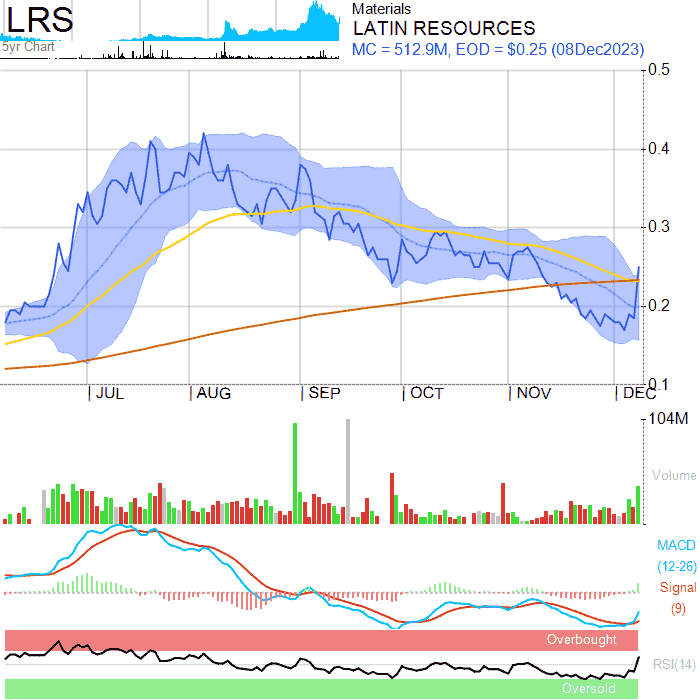 LRS
5yr Chart
Materials
LATIN RESOURCES
MC = 512.9M, EOD = $0.25 (08Dec2023)
0.5
0.4
0.3
0.2
0.1
JUL
AUG
SEP
OCT
NOV
DEC
104M
Volume
MACD
(12-26)
Signal
(9)
Overbought
RSI(14)
Oversold